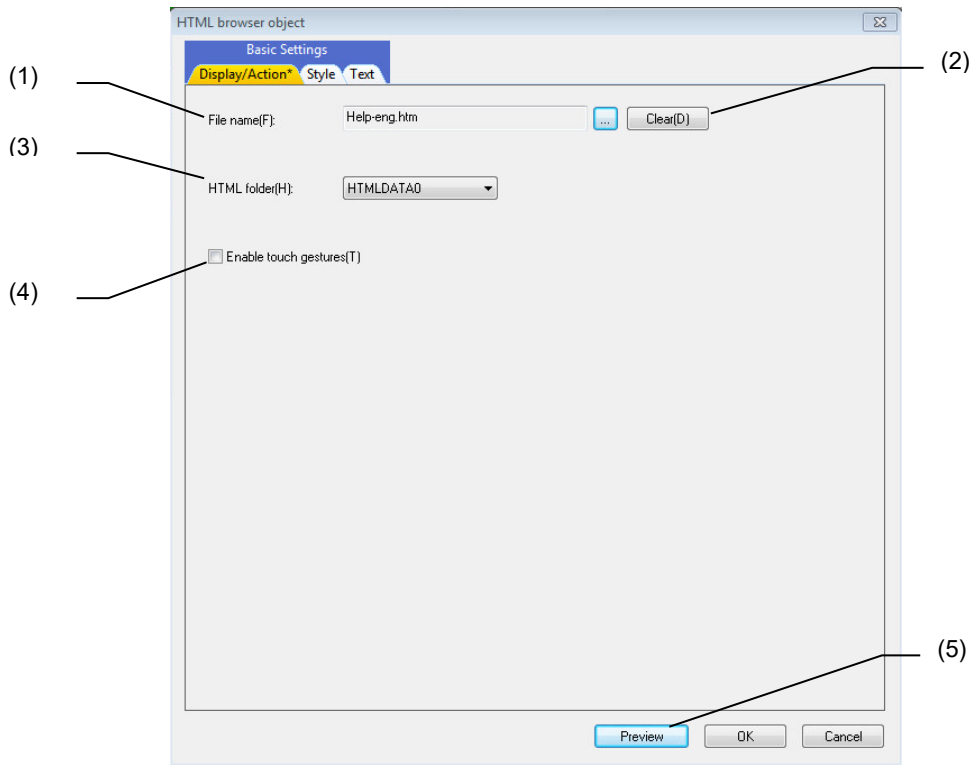 HTML browser object
Basic Settings
Display/Action* Style Text
(1)
(2)
File name(F): Help-eng.htm ... Clear(D)
(3)
HTML folder(H): HTMLDATA0
Enable touch gestures(T)
(4)
(5)
Preview OK Cancel